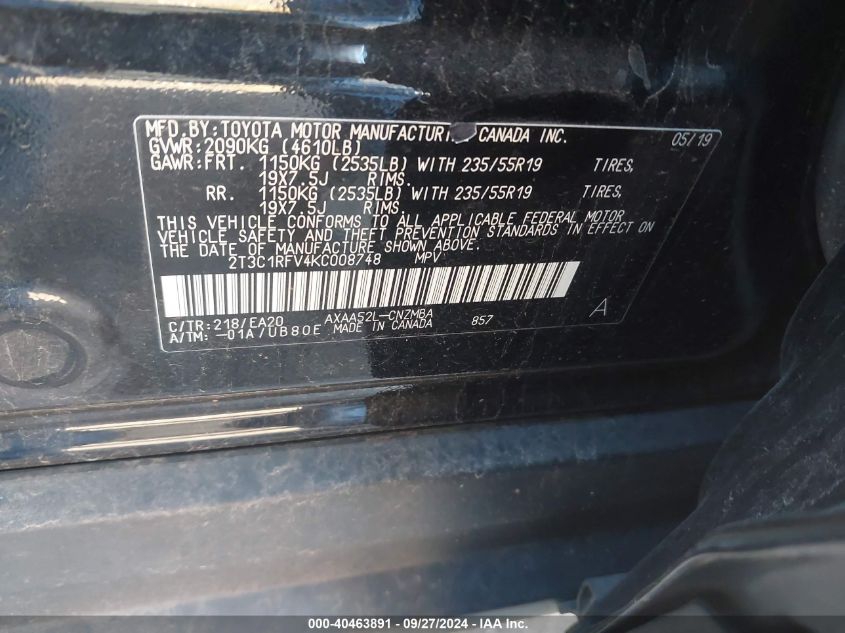 MFD.BY:TOYOTA MOTOR MANUFACTURI CANADA INC. 05/19
GVWR:2090KG (4610LB)
GAWR:FRT. 1150KG (2535LB) WITH 235/55R19 TIRES,
19X7.5J RIMS.
RR. 1150KG (2535LB) WITH 235/55R19 TIRES,
19X7.5J RIMS.
THIS VEHICLE CONFORMS TO ALL APPLICABLE FEDERAL MOTOR
VEHICLE SAFETY AND THEFT PREVENTION STANDARDS IN EFFECT ON
THE DATE OF MANUFACTURE SHOWN ABOVE.
2T3C1RFV4KC008748 MPV
C/TR:218/EA20 AXAA52L-CNZMBA 857 A
A/TM: -01A/UB80E MADE IN CANADA
000-40463891 / 09/27/2024 / IAA Inc.